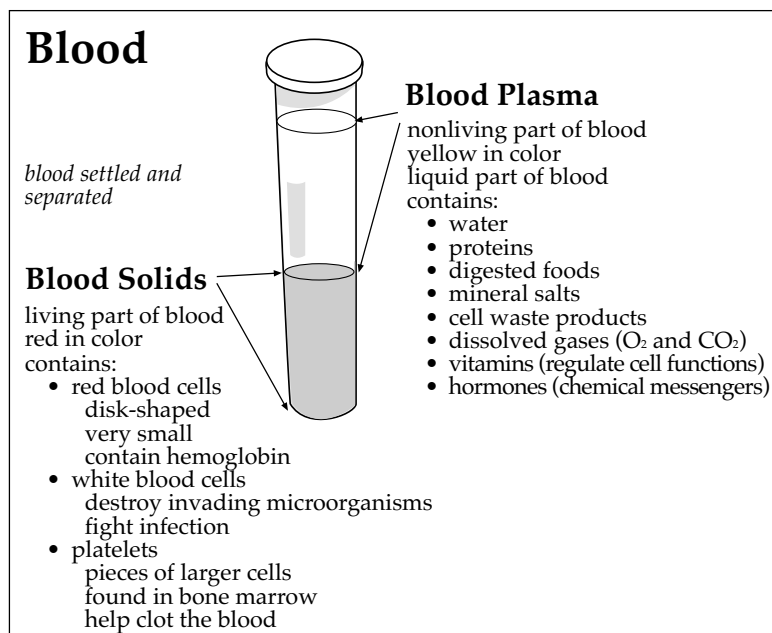 Blood
blood settled and
separated
Blood Plasma
nonliving part of blood
yellow in color
liquid part of blood
contains:
• water
• proteins
• digested foods
• mineral salts
• cell waste products
• dissolved gases (O₂ and CO₂)
• vitamins (regulate cell functions)
• hormones (chemical messengers)
Blood Solids
living part of blood
red in color
contains:
• red blood cells
disk-shaped
very small
contain hemoglobin
• white blood cells
destroy invading microorganisms
fight infection
• platelets
pieces of larger cells
found in bone marrow
help clot the blood